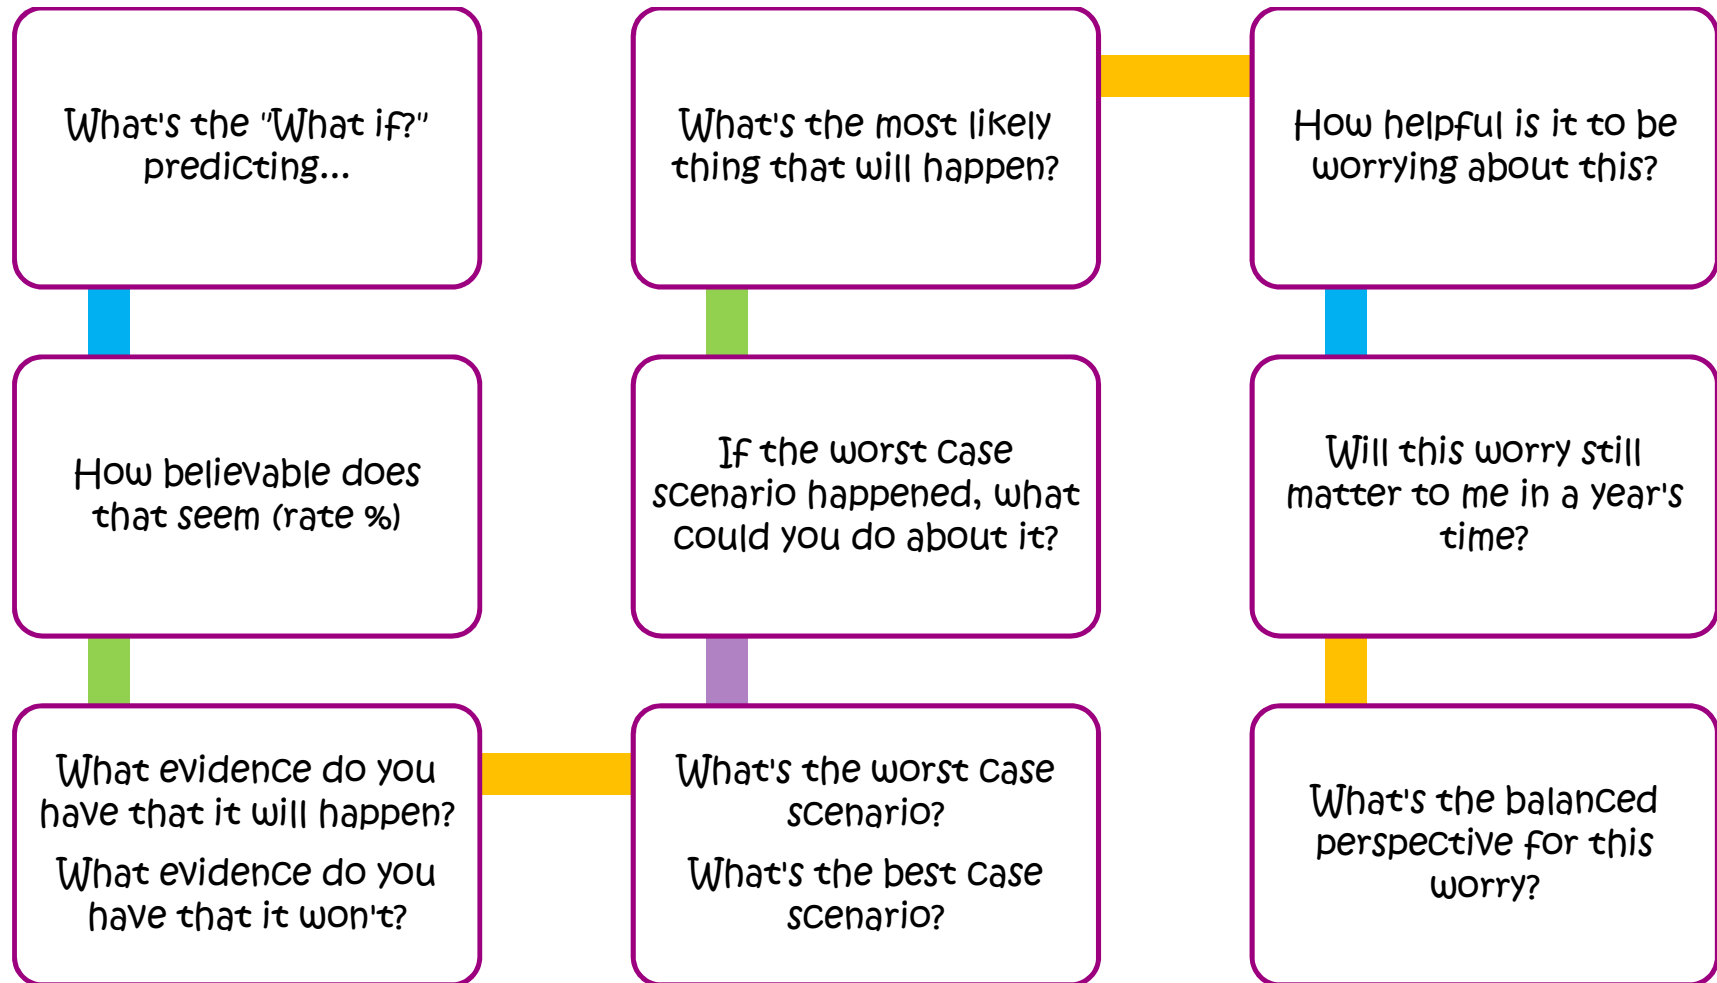 What's the "What if?"
predicting...
How believable does
that seem (rate %)
What evidence do you
have that it will happen?
What evidence do you
have that it won't?
What's the worst case
scenario?
What's the best case
scenario?
If the worst case
scenario happened, what
could you do about it?
What's the most likely
thing that will happen?
How helpful is it to be
worrying about this?
Will this worry still
matter to me in a year's
time?
What's the balanced
perspective for this
worry?